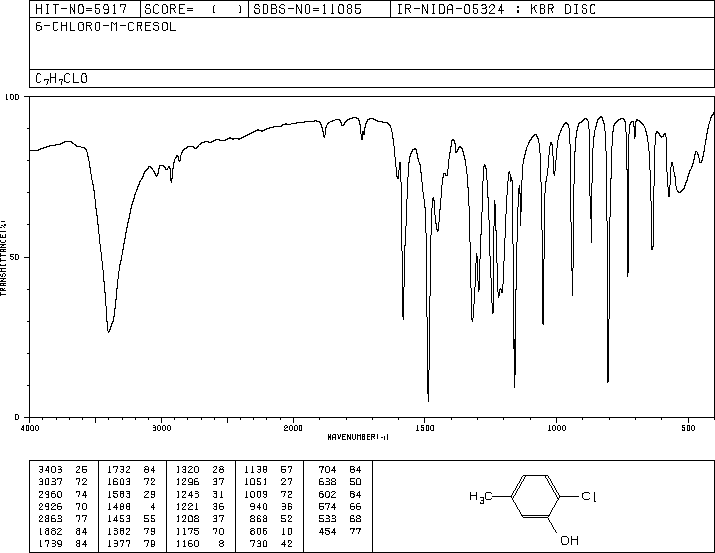 HIT-NO=5917 SCORE= ( ) SDBS-NO=11085 IR-NIDA-05324 : KBR DISC
6-CHLORO-M-CRESOL
C7H7CLO
100
50
0
TRANSMITTANCE(%)
4000 3000 2000 1500 1000 500
WAVENUMBER(-1)
3403 26 1732 84 1320 28 1138 57 704 84
3037 72 1603 72 1296 37 1051 27 638 50
2960 74 1583 29 1243 31 1009 72 602 84
2926 70 1488 4 1221 36 940 36 574 66
2863 77 1453 55 1208 37 868 52 533 68
1882 84 1382 79 1175 70 806 10 454 77
1739 84 1377 79 1160 8 730 42
H3C
Cl
OH